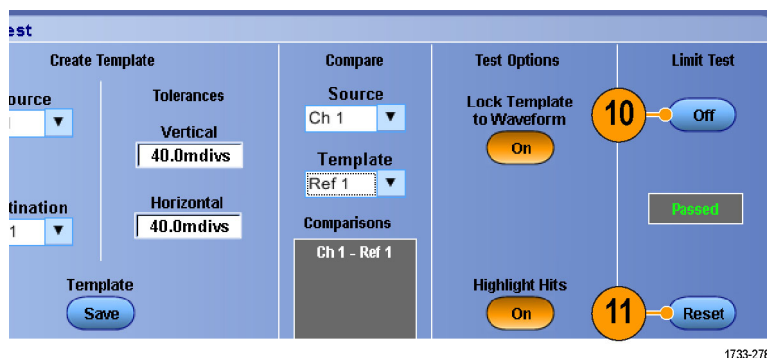 est
Create Template
ource
1
tination
1
Tolerances
Vertical
40.0mdivs
Horizontal
40.0mdivs
Template
Save
Compare
Source
Ch 1
Template
Ref 1
Comparisons
Ch 1 - Ref 1
Test Options
Lock Template
to Waveform
On
Highlight Hits
On
Limit Test
10
Off
Passed
11
Reset
1733-276